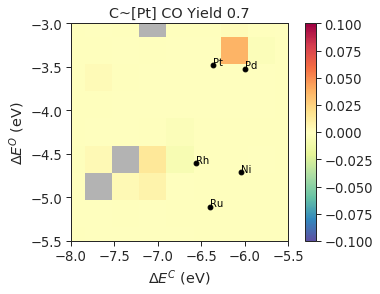 C~[Pt] CO Yield 0.7
−3.0
−3.5
−4.0
−4.5
−5.0
−5.5
ΔE^O (eV)
Pt
Pd
Rh
Ni
Ru
−8.0 −7.5 −7.0 −6.5 −6.0 −5.5
ΔE^C (eV)
0.100
0.075
0.050
0.025
0.000
−0.025
−0.050
−0.075
−0.100